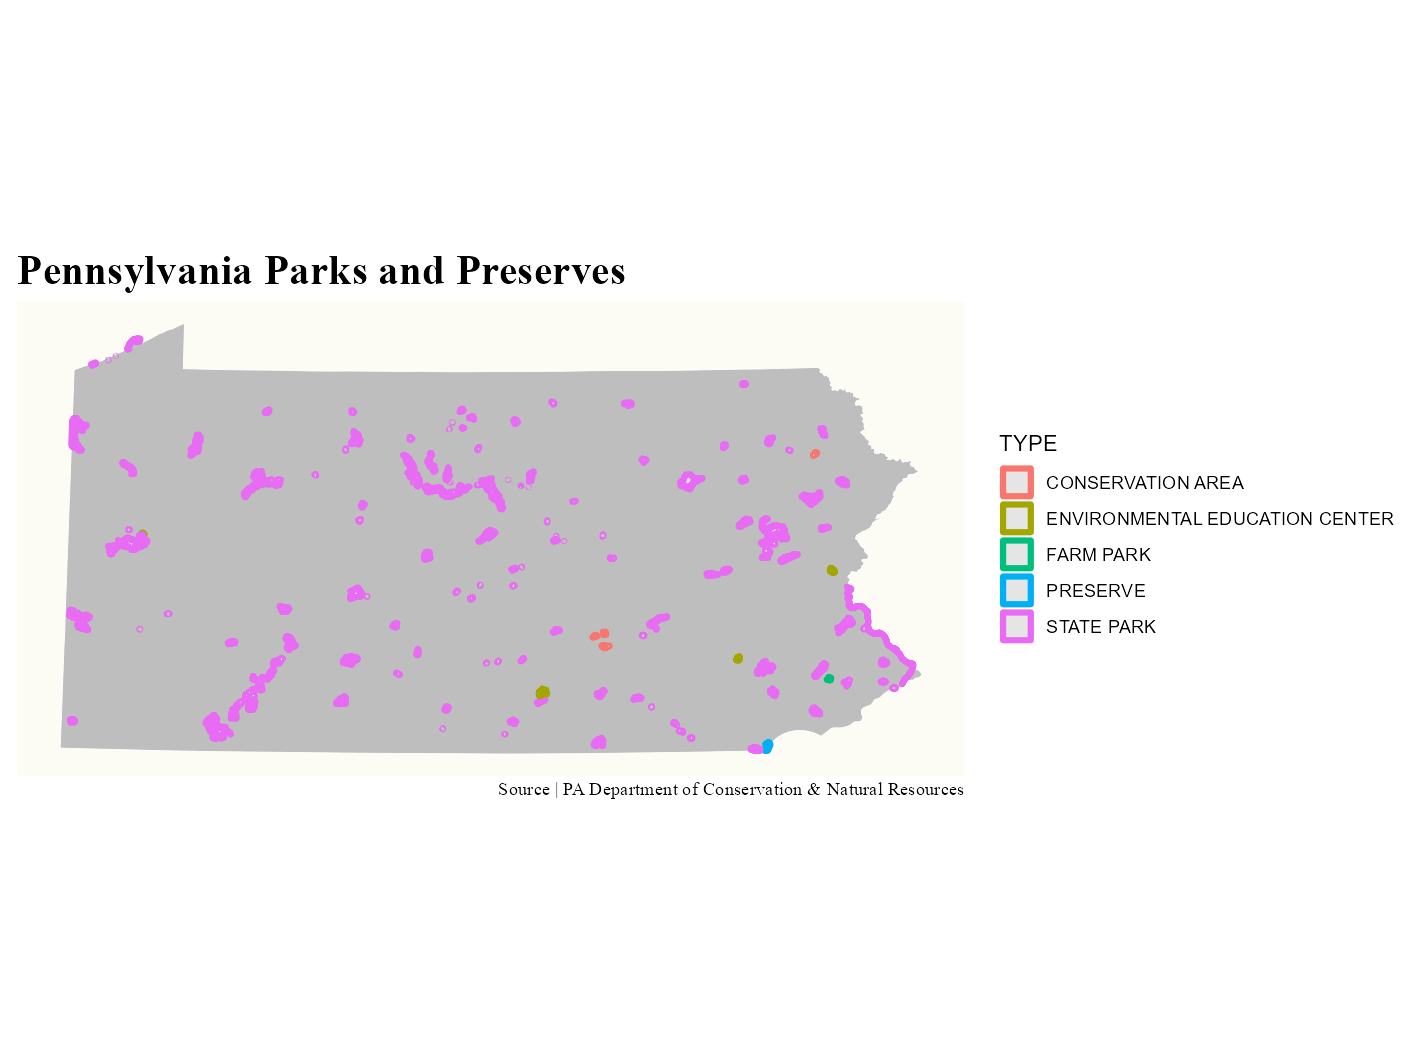 Pennsylvania Parks and Preserves
TYPE
CONSERVATION AREA
ENVIRONMENTAL EDUCATION CENTER
FARM PARK
PRESERVE
STATE PARK
Source | PA Department of Conservation & Natural Resources